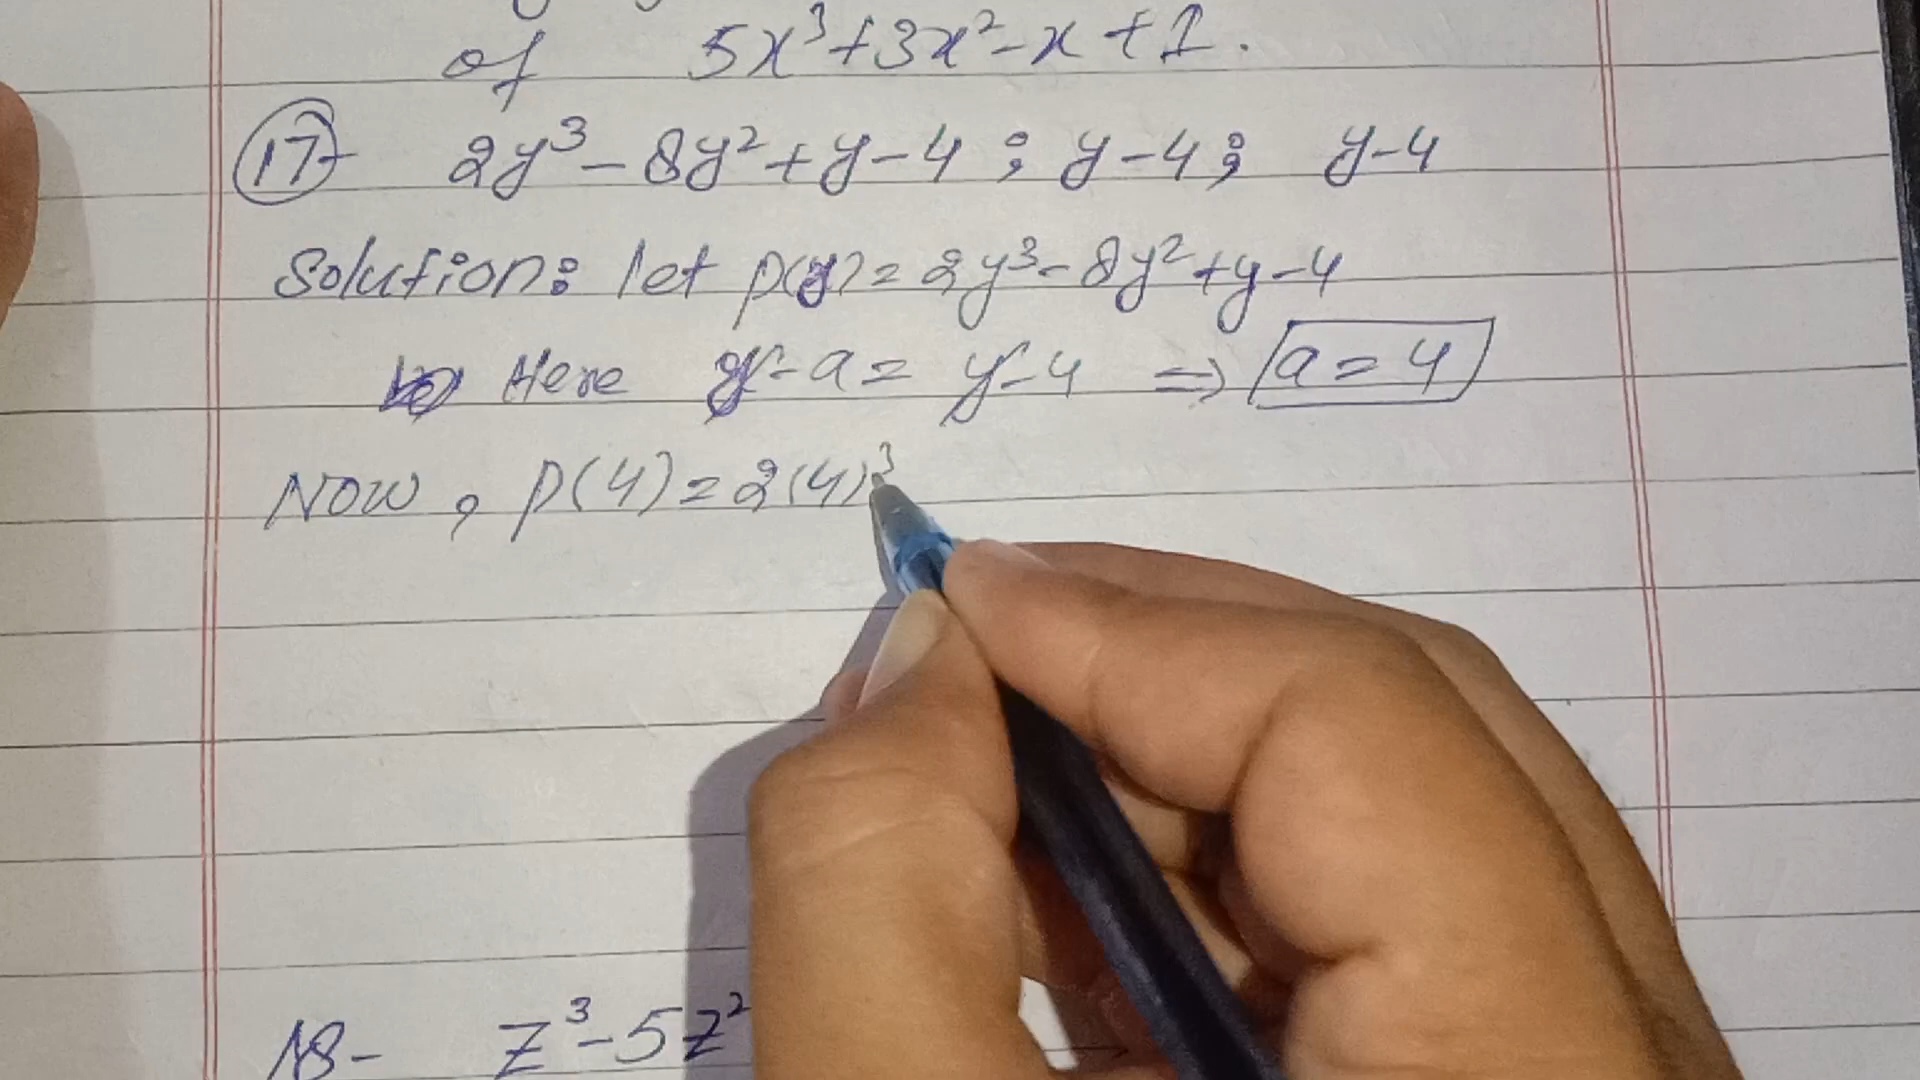 of 5x³+3x²-x+1.
17- 2y³-8y²+y-4 ; y-4 ; y-4
Solution: let p(y) = 2y³-8y²+y-4
Here y-a = y-4 => a = 4
Now, p(4) = 2(4)³
18- z³-5z²